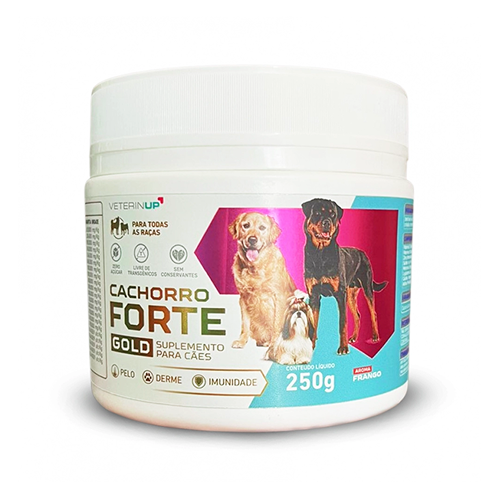 VETERINUP
PARA TODAS
AS RAÇAS
ZERO
AÇÚCAR
LIVRE DE
TRANSGÊNICOS
SEM
CONSERVANTES
CACHORRO
FORTE
GOLD
SUPLEMENTO
PARA CÃES
PELO
DERME
IMUNIDADE
CONTEÚDO LÍQUIDO
250g
AROMA
FRANGO